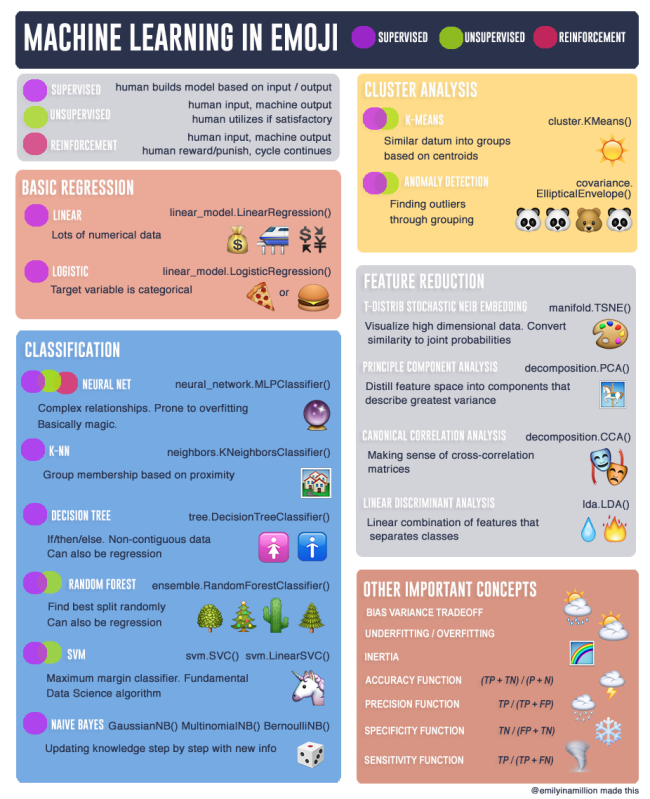 MACHINE LEARNING IN EMOJI
SUPERVISED
UNSUPERVISED
REINFORCEMENT
SUPERVISED human builds model based on input / output
UNSUPERVISED human input, machine output
human utilizes if satisfactory
REINFORCEMENT human input, machine output
human reward/punish, cycle continues
BASIC REGRESSION
LINEAR linear_model.LinearRegression()
Lots of numerical data
LOGISTIC linear_model.LogisticRegression()
Target variable is categorical or
CLASSIFICATION
NEURAL NET neural_network.MLPClassifier()
Complex relationships. Prone to overfitting
Basically magic.
K-NN neighbors.KNeighborsClassifier()
Group membership based on proximity
DECISION TREE tree.DecisionTreeClassifier()
If/then/else. Non-contiguous data
Can also be regression
RANDOM FOREST ensemble.RandomForestClassifier()
Find best split randomly
Can also be regression
SVM svm.SVC() svm.LinearSVC()
Maximum margin classifier. Fundamental
Data Science algorithm
NAIVE BAYES GaussianNB() MultinomialNB() BernoulliNB()
Updating knowledge step by step with new info
CLUSTER ANALYSIS
K-MEANS cluster.KMeans()
Similar datum into groups
based on centroids
ANOMALY DETECTION covariance.
EllipticalEnvelope()
Finding outliers
through grouping
FEATURE REDUCTION
T-DISTRIB STOCHASTIC NEIB EMBEDDING manifold.TSNE()
Visualize high dimensional data. Convert
similarity to joint probabilities
PRINCIPLE COMPONENT ANALYSIS decomposition.PCA()
Distill feature space into components that
describe greatest variance
CANONICAL CORRELATION ANALYSIS decomposition.CCA()
Making sense of cross-correlation
matrices
LINEAR DISCRIMINANT ANALYSIS lda.LDA()
Linear combination of features that
separates classes
OTHER IMPORTANT CONCEPTS
BIAS VARIANCE TRADEOFF
UNDERFITTING / OVERFITTING
INERTIA
ACCURACY FUNCTION (TP + TN) / (P + N)
PRECISION FUNCTION TP / (TP + FP)
SPECIFICITY FUNCTION TN / (FP + TN)
SENSITIVITY FUNCTION TP / (TP + FN)
@emilyinamillion made this